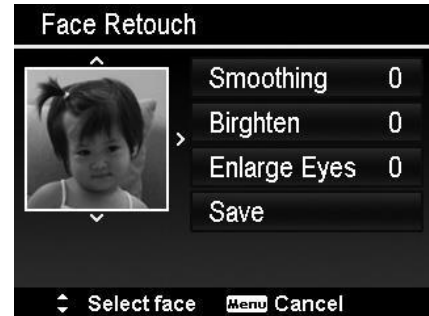 Face Retouch
Smoothing 0
Birghten 0
Enlarge Eyes 0
Save
Select face Menu Cancel